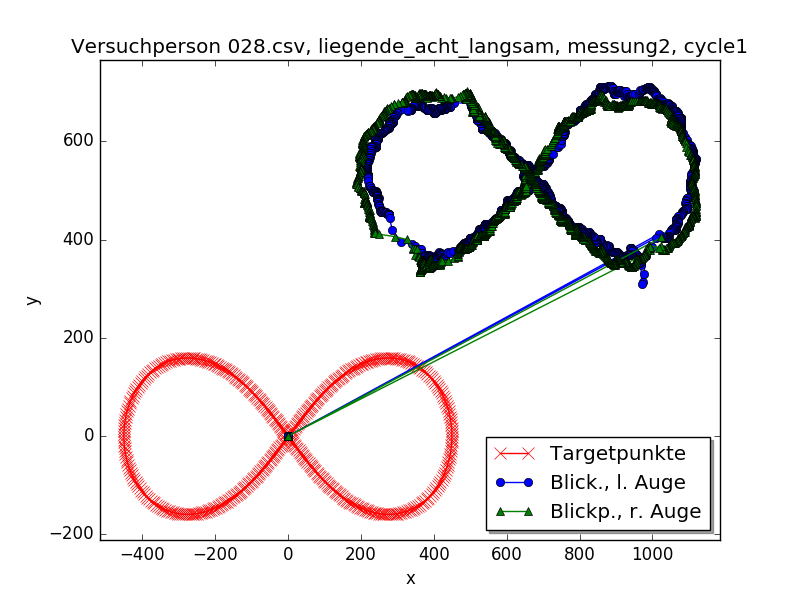 Versuchperson 028.csv, liegende_acht_langsam, messung2, cycle1
y
600
400
200
0
−200
−400
−200
0
200
400
600
800
1000
x
Targetpunkte
Blick., l. Auge
Blickp., r. Auge